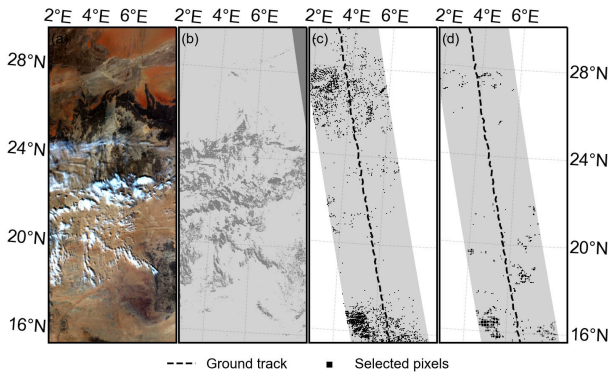 2°E 4°E 6°E 2°E 4°E 6°E 2°E 4°E 6°E 2°E 4°E 6°E
(a) (b) (c) (d)
28°N 28°N
24°N 24°N
20°N 20°N
16°N 16°N
Ground track Selected pixels